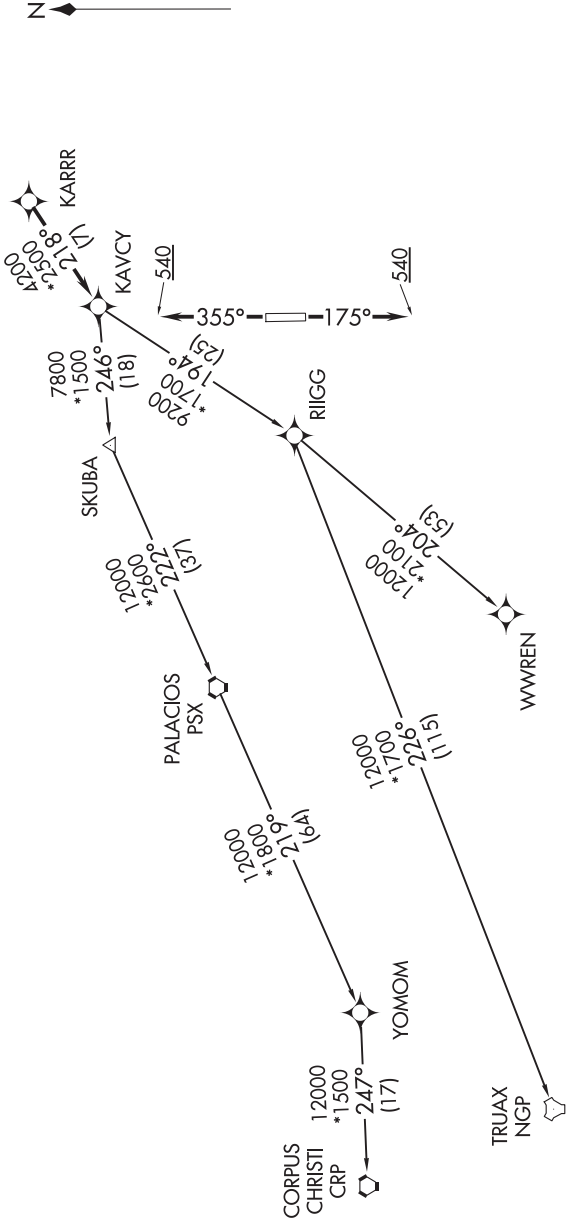 N
KARRR
4200
*2500
218°
(7)
KAVCY
540
355°
175°
540
7800
*1500
246°
(18)
9200
*1700
194°
(25)
SKUBA
RIIGG
12000
*2600
222°
(37)
12000
*2100
204°
(53)
PALACIOS
PSX
WWREN
12000
*1700
226°
(115)
12000
*1800
219°
(64)
YOMOM
12000
*1500
247°
(17)
TRUAX
NGP
CORPUS
CHRISTI
CRP